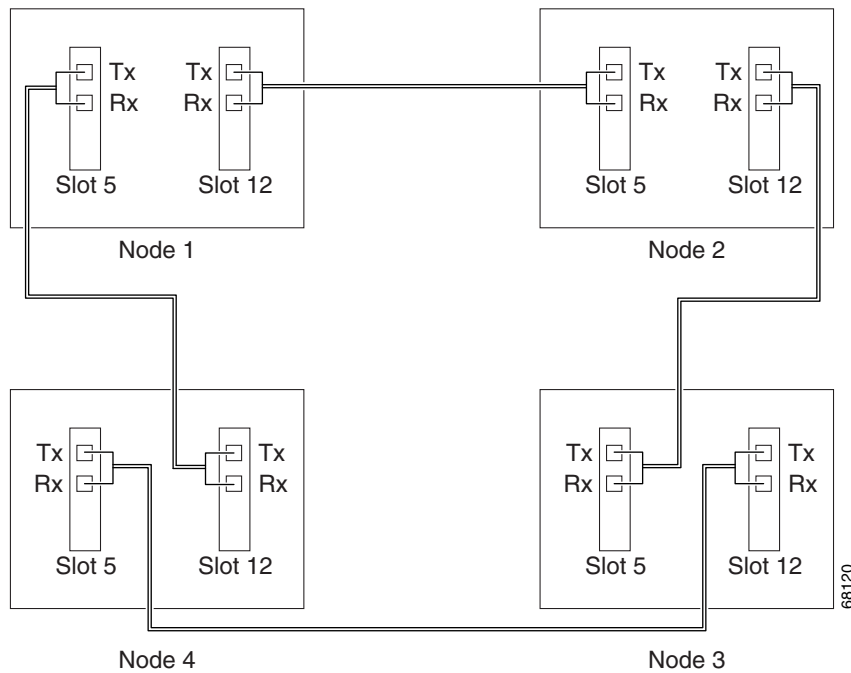 Tx Tx Tx Tx
Rx Rx Rx Rx
Slot 5 Slot 12 Slot 5 Slot 12
Node 1 Node 2
Tx Tx Tx Tx
Rx Rx Rx Rx
Slot 5 Slot 12 Slot 5 Slot 12
68120
Node 4 Node 3